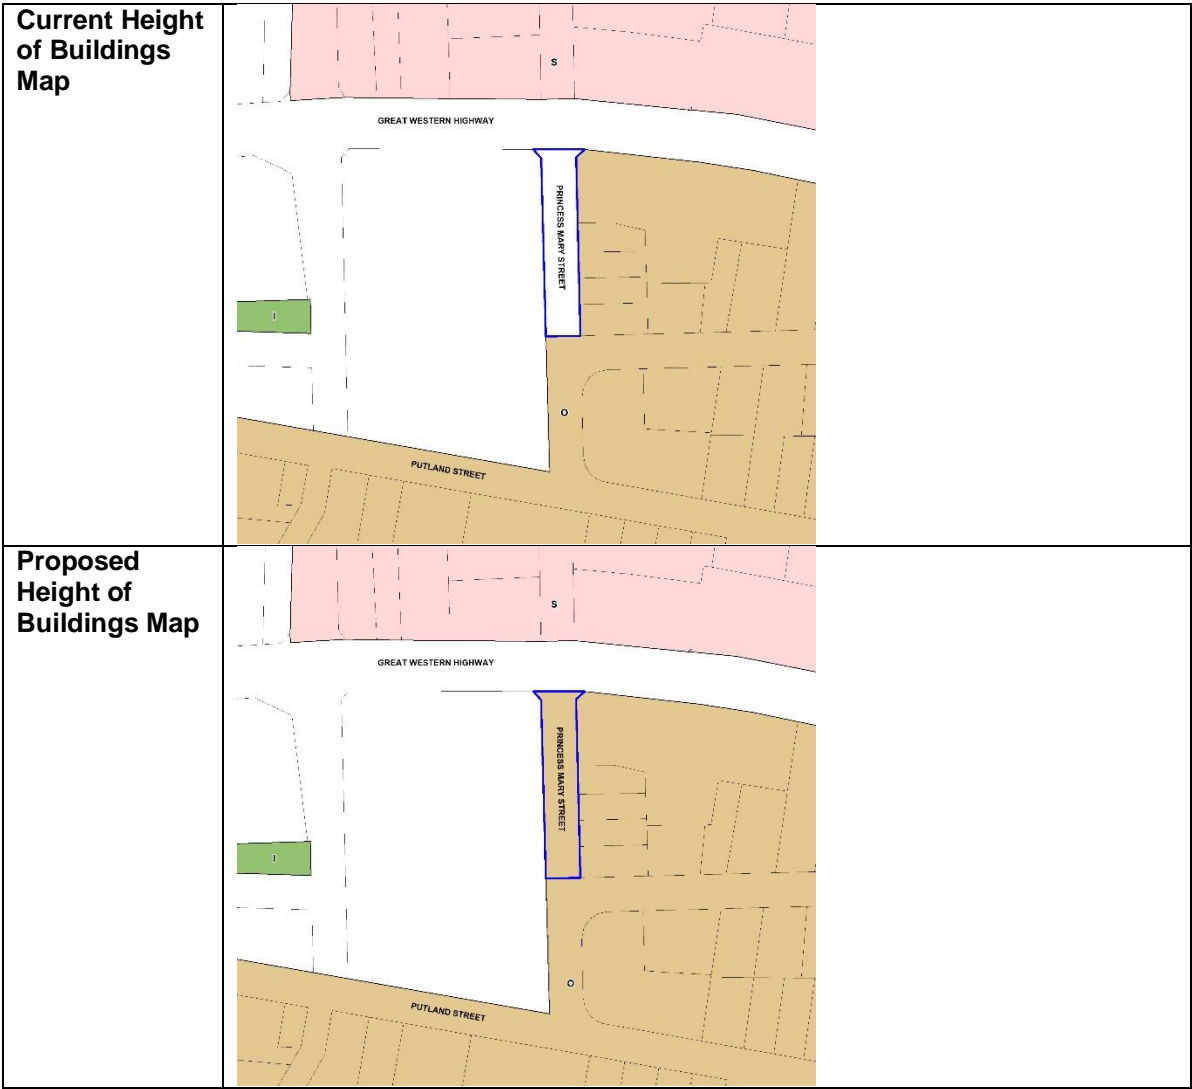 Current Height
of Buildings
Map
S
GREAT WESTERN HIGHWAY
PRINCESS MARY STREET
I
O
PUTLAND STREET
Proposed
Height of
Buildings Map
S
GREAT WESTERN HIGHWAY
PRINCESS MARY STREET
I
O
PUTLAND STREET